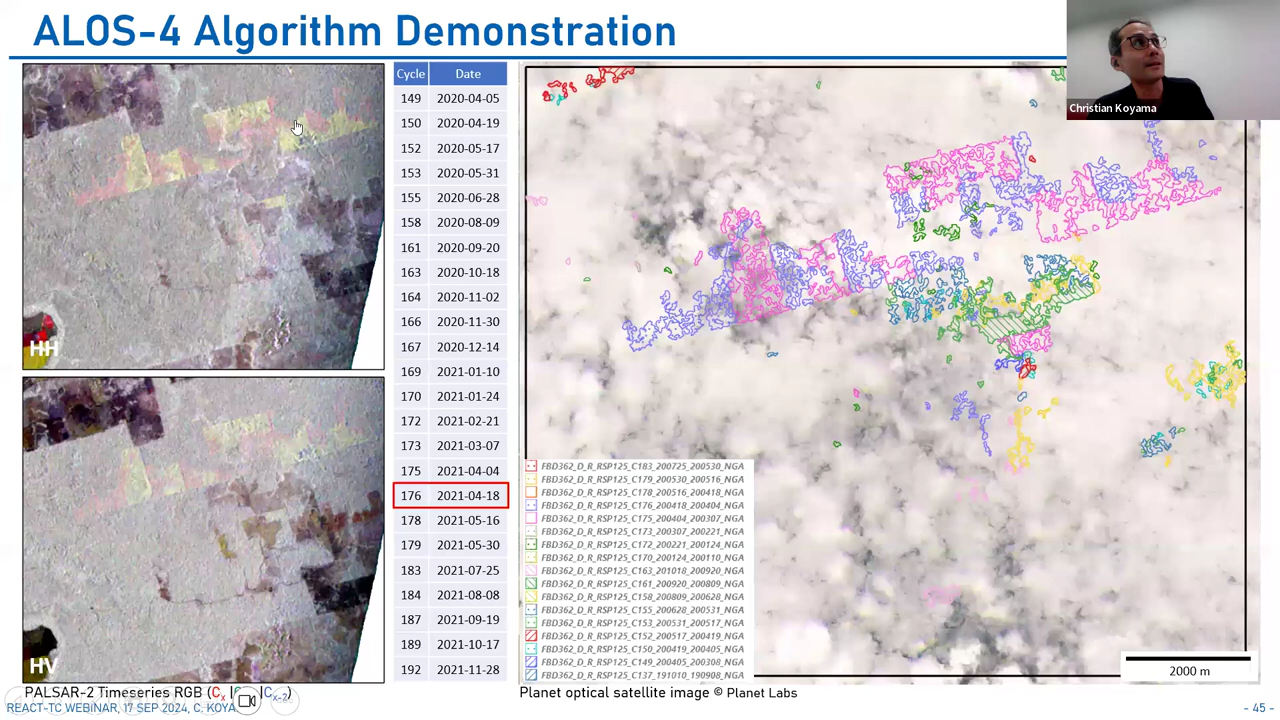 ALOS-4 Algorithm Demonstration
Christian Koyama
HH
HV
PALSAR-2 Timeseries RGB (Cx | |Cx-2)
Cycle Date
149 2020-04-05
150 2020-04-19
152 2020-05-17
153 2020-05-31
155 2020-06-28
158 2020-08-09
161 2020-09-20
163 2020-10-18
164 2020-11-02
166 2020-11-30
167 2020-12-14
169 2021-01-10
170 2021-01-24
172 2021-02-21
173 2021-03-07
175 2021-04-04
176 2021-04-18
178 2021-05-16
179 2021-05-30
183 2021-07-25
184 2021-08-08
187 2021-09-19
189 2021-10-17
192 2021-11-28
FBD362_D_R_RSP125_C183_200725_200530_NGA
FBD362_D_R_RSP125_C179_200530_200516_NGA
FBD362_D_R_RSP125_C178_200516_200418_NGA
FBD362_D_R_RSP125_C176_200418_200404_NGA
FBD362_D_R_RSP125_C175_200404_200307_NGA
FBD362_D_R_RSP125_C173_200307_200221_NGA
FBD362_D_R_RSP125_C172_200221_200124_NGA
FBD362_D_R_RSP125_C170_200124_200110_NGA
FBD362_D_R_RSP125_C163_201018_200920_NGA
FBD362_D_R_RSP125_C161_200920_200809_NGA
FBD362_D_R_RSP125_C158_200809_200628_NGA
FBD362_D_R_RSP125_C155_200628_200531_NGA
FBD362_D_R_RSP125_C153_200531_200517_NGA
FBD362_D_R_RSP125_C152_200517_200419_NGA
FBD362_D_R_RSP125_C150_200419_200405_NGA
FBD362_D_R_RSP125_C149_200405_200308_NGA
FBD362_D_R_RSP125_C137_191010_190908_NGA
2000 m
Planet optical satellite image © Planet Labs
REACT-TC WEBINAR, 17 SEP 2024, C. KOYA
- 45 -